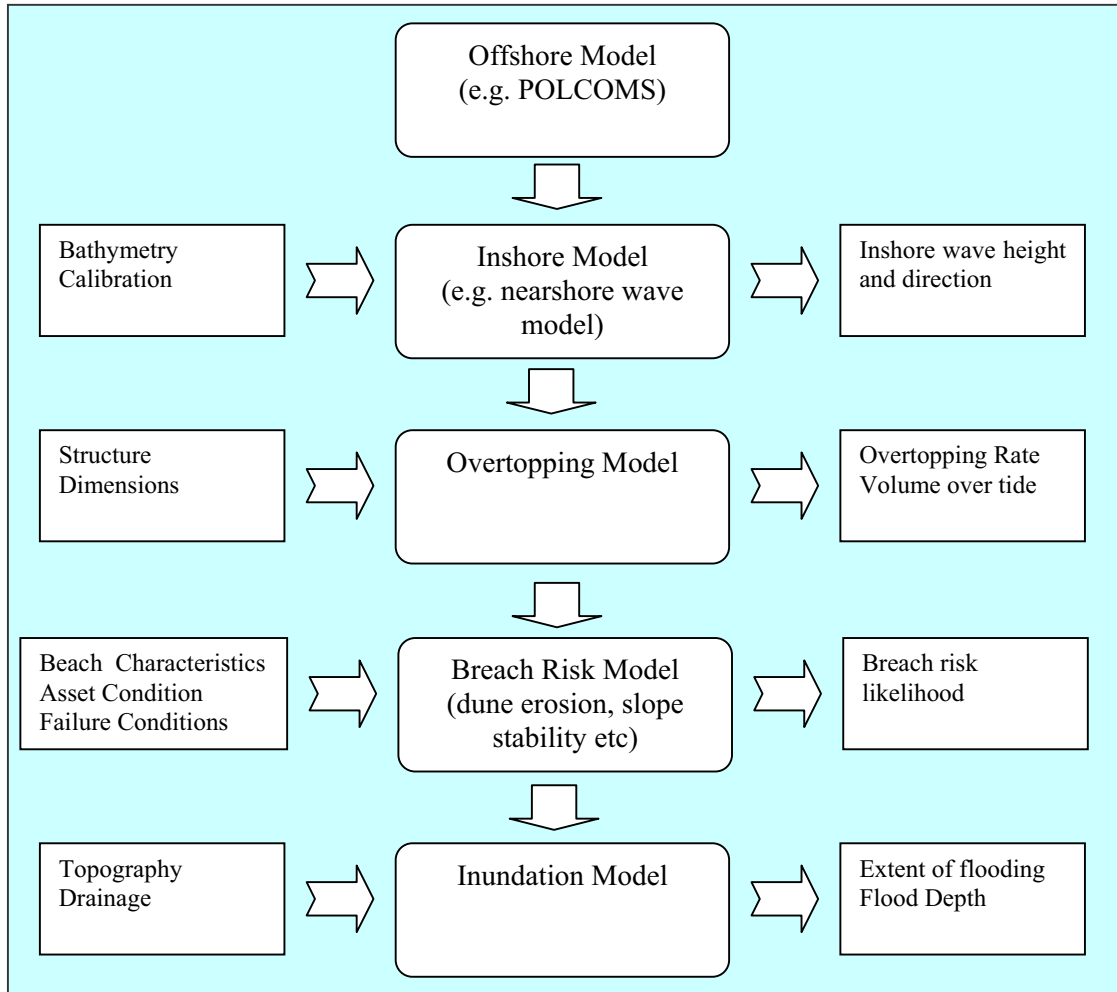 Offshore Model
(e.g. POLCOMS)
Bathymetry
Calibration
Inshore Model
(e.g. nearshore wave
model)
Inshore wave height
and direction
Structure
Dimensions
Overtopping Model
Overtopping Rate
Volume over tide
Beach Characteristics
Asset Condition
Failure Conditions
Breach Risk Model
(dune erosion, slope
stability etc)
Breach risk
likelihood
Topography
Drainage
Inundation Model
Extent of flooding
Flood Depth